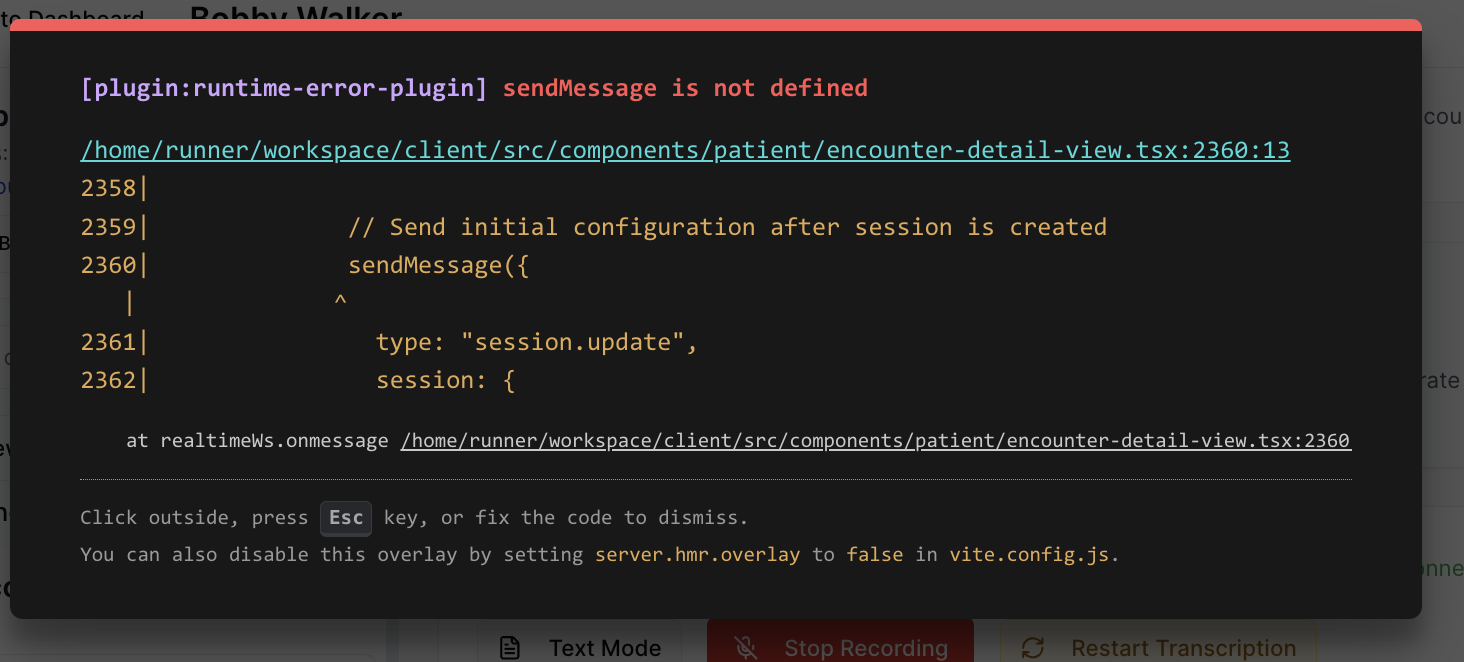 te Dashboard Bobby Walker
[plugin:runtime-error-plugin] sendMessage is not defined
/home/runner/workspace/client/src/components/patient/encounter-detail-view.tsx:2360:13
2358|
2359|               // Send initial configuration after session is created
2360|               sendMessage({
    |              ^
2361|                 type: "session.update",
2362|                 session: {
at realtimeWs.onmessage /home/runner/workspace/client/src/components/patient/encounter-detail-view.tsx:2360
Click outside, press Esc key, or fix the code to dismiss.
You can also disable this overlay by setting server.hmr.overlay to false in vite.config.js.
Text Mode
Stop Recording
Restart Transcription